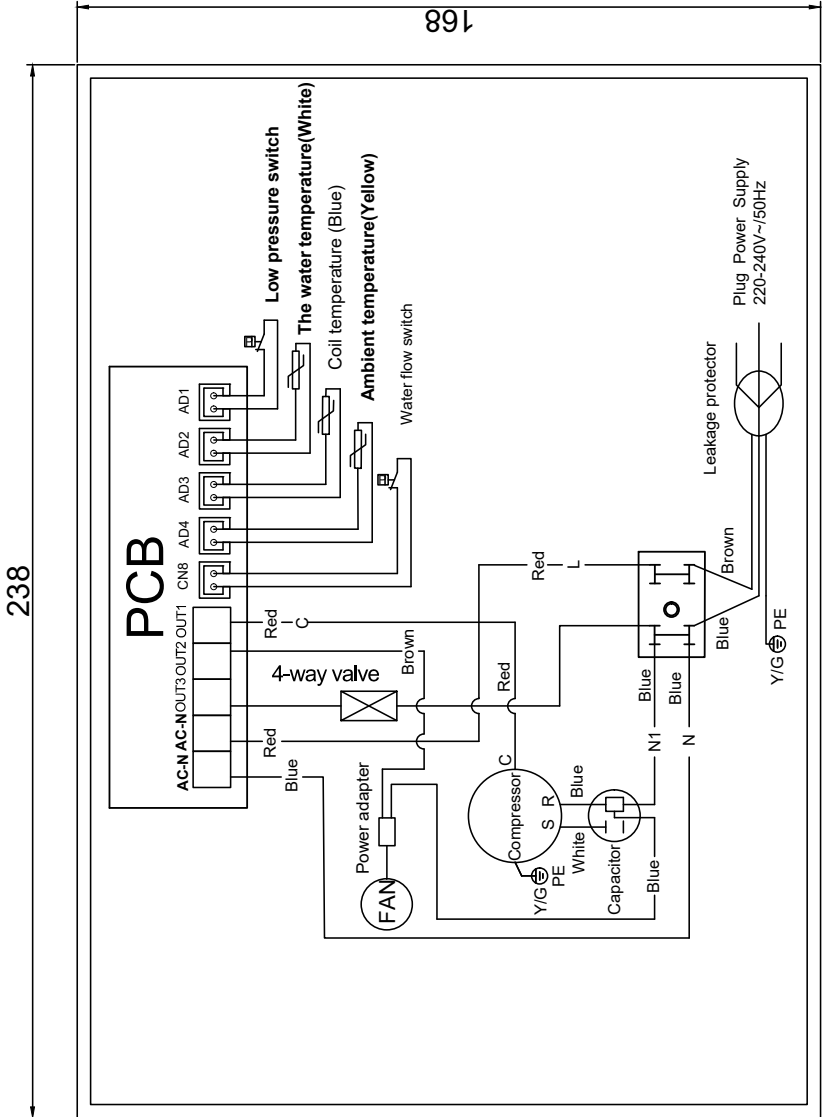 168
238
PCB
AD1
AD2
AD3
AD4
CN8
OUT1
OUT2
OUT3
AC-N
AC-N
Low pressure switch
The water temperature(White)
Coil temperature (Blue)
Ambient temperature(Yellow)
Water flow switch
Red
C
Brown
4-way valve
Red
Blue
Red
Red
L
Power adapter
FAN
C
Compressor
S R
Y/G PE
White
Blue
Capacitor
Blue
Blue
Blue
N1
N
Brown
Blue
Y/G PE
Leakage protector
Plug Power Supply
220-240V~/50Hz